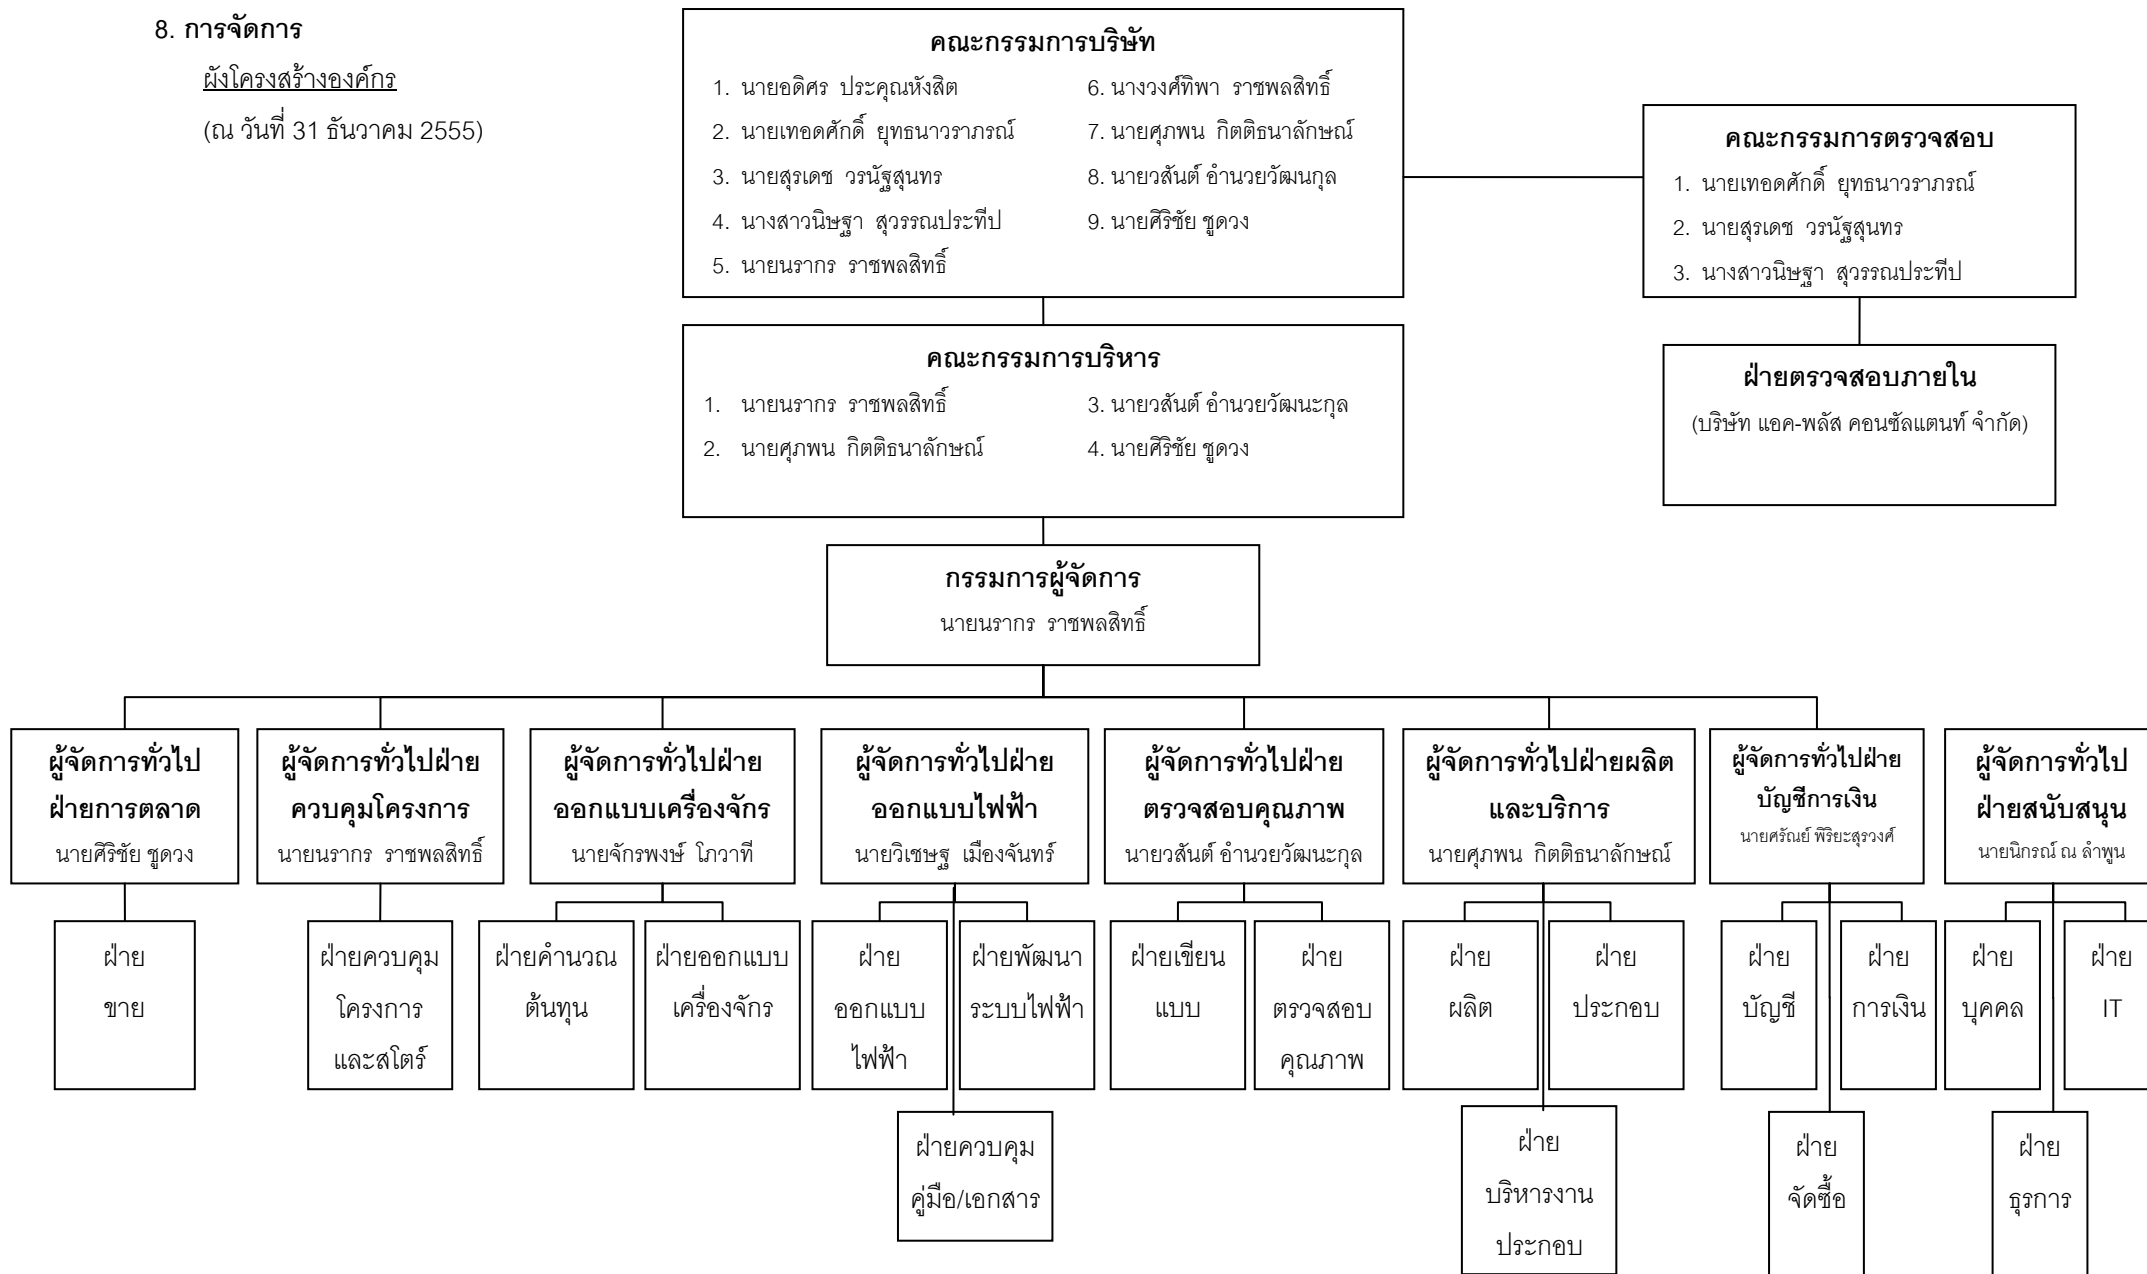 8. การจัดการ
ผังโครงสร้างองค์กร
(ณ วันที่ 31 ธันวาคม 2555)
คณะกรรมการบริษัท
1. นายอดิศร ประคุณหังสิต
2. นายเทอดศักดิ์ ยุทธนาวราภรณ์
3. นายสุรเดช วรนัฐสุนทร
4. นางสาวนิษฐา สุวรรณประทีป
5. นายนรากร ราชพลสิทธิ์
6. นางวงศ์ทิพา ราชพลสิทธิ์
7. นายศุภพน กิตติธนาลักษณ์
8. นายวสันต์ อำนวยวัฒนกุล
9. นายศิริชัย ชูดวง
คณะกรรมการตรวจสอบ
1. นายเทอดศักดิ์ ยุทธนาวราภรณ์
2. นายสุรเดช วรนัฐสุนทร
3. นางสาวนิษฐา สุวรรณประทีป
คณะกรรมการบริหาร
1. นายนรากร ราชพลสิทธิ์
2. นายศุภพน กิตติธนาลักษณ์
3. นายวสันต์ อำนวยวัฒนะกุล
4. นายศิริชัย ชูดวง
ฝ่ายตรวจสอบภายใน
(บริษัท แอค-พลัส คอนซัลแตนท์ จำกัด)
กรรมการผู้จัดการ
นายนรากร ราชพลสิทธิ์
ผู้จัดการทั่วไป
ฝ่ายการตลาด
นายศิริชัย ชูดวง
ผู้จัดการทั่วไปฝ่าย
ควบคุมโครงการ
นายนรากร ราชพลสิทธิ์
ผู้จัดการทั่วไปฝ่าย
ออกแบบเครื่องจักร
นายจักรพงษ์ โภวาที
ผู้จัดการทั่วไปฝ่าย
ออกแบบไฟฟ้า
นายวิเชษฐ เมืองจันทร์
ผู้จัดการทั่วไปฝ่าย
ตรวจสอบคุณภาพ
นายวสันต์ อำนวยวัฒนะกุล
ผู้จัดการทั่วไปฝ่ายผลิต
และบริการ
นายศุภพน กิตติธนาลักษณ์
ผู้จัดการทั่วไปฝ่าย
บัญชีการเงิน
นายศรัณย์ พิริยะสุรวงศ์
ผู้จัดการทั่วไป
ฝ่ายสนับสนุน
นายนิกรณ์ ณ ลำพูน
ฝ่าย
ขาย
ฝ่ายควบคุม
โครงการ
และสโตร์
ฝ่ายคำนวณ
ต้นทุน
ฝ่ายออกแบบ
เครื่องจักร
ฝ่าย
ออกแบบ
ไฟฟ้า
ฝ่ายพัฒนา
ระบบไฟฟ้า
ฝ่ายเขียน
แบบ
ฝ่าย
ตรวจสอบ
คุณภาพ
ฝ่าย
ผลิต
ฝ่าย
ประกอบ
ฝ่าย
บัญชี
ฝ่าย
การเงิน
ฝ่าย
บุคคล
ฝ่าย
IT
ฝ่ายควบคุม
คู่มือ/เอกสาร
ฝ่าย
บริหารงาน
ประกอบ
ฝ่าย
จัดซื้อ
ฝ่าย
ธุรการ